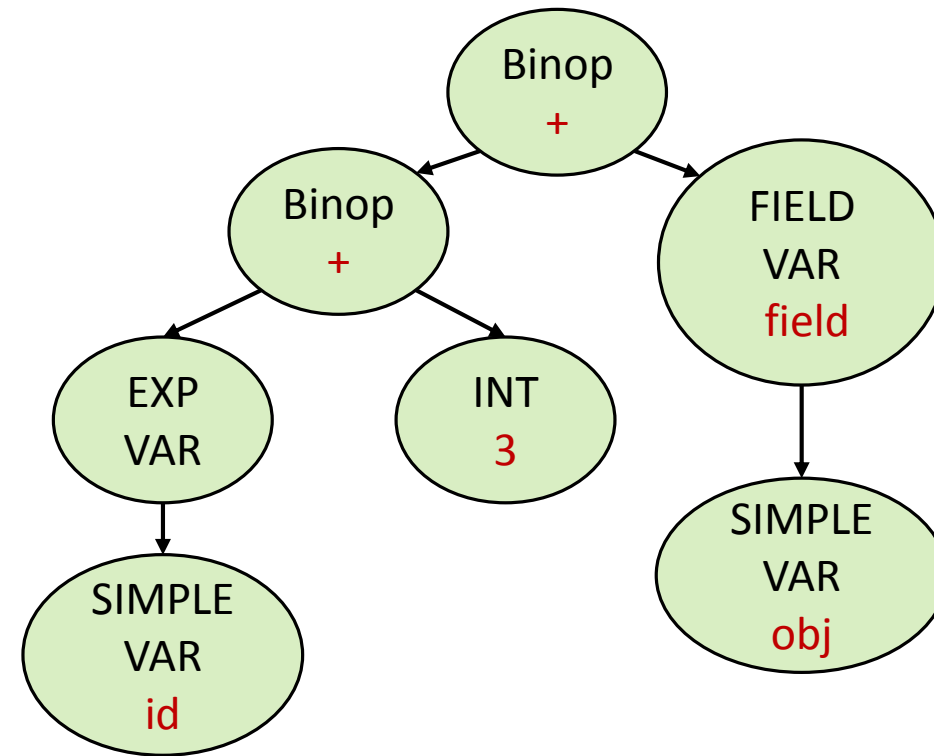 Binop
+
Binop
+
FIELD
VAR
field
EXP
VAR
INT
3
SIMPLE
VAR
obj
SIMPLE
VAR
id